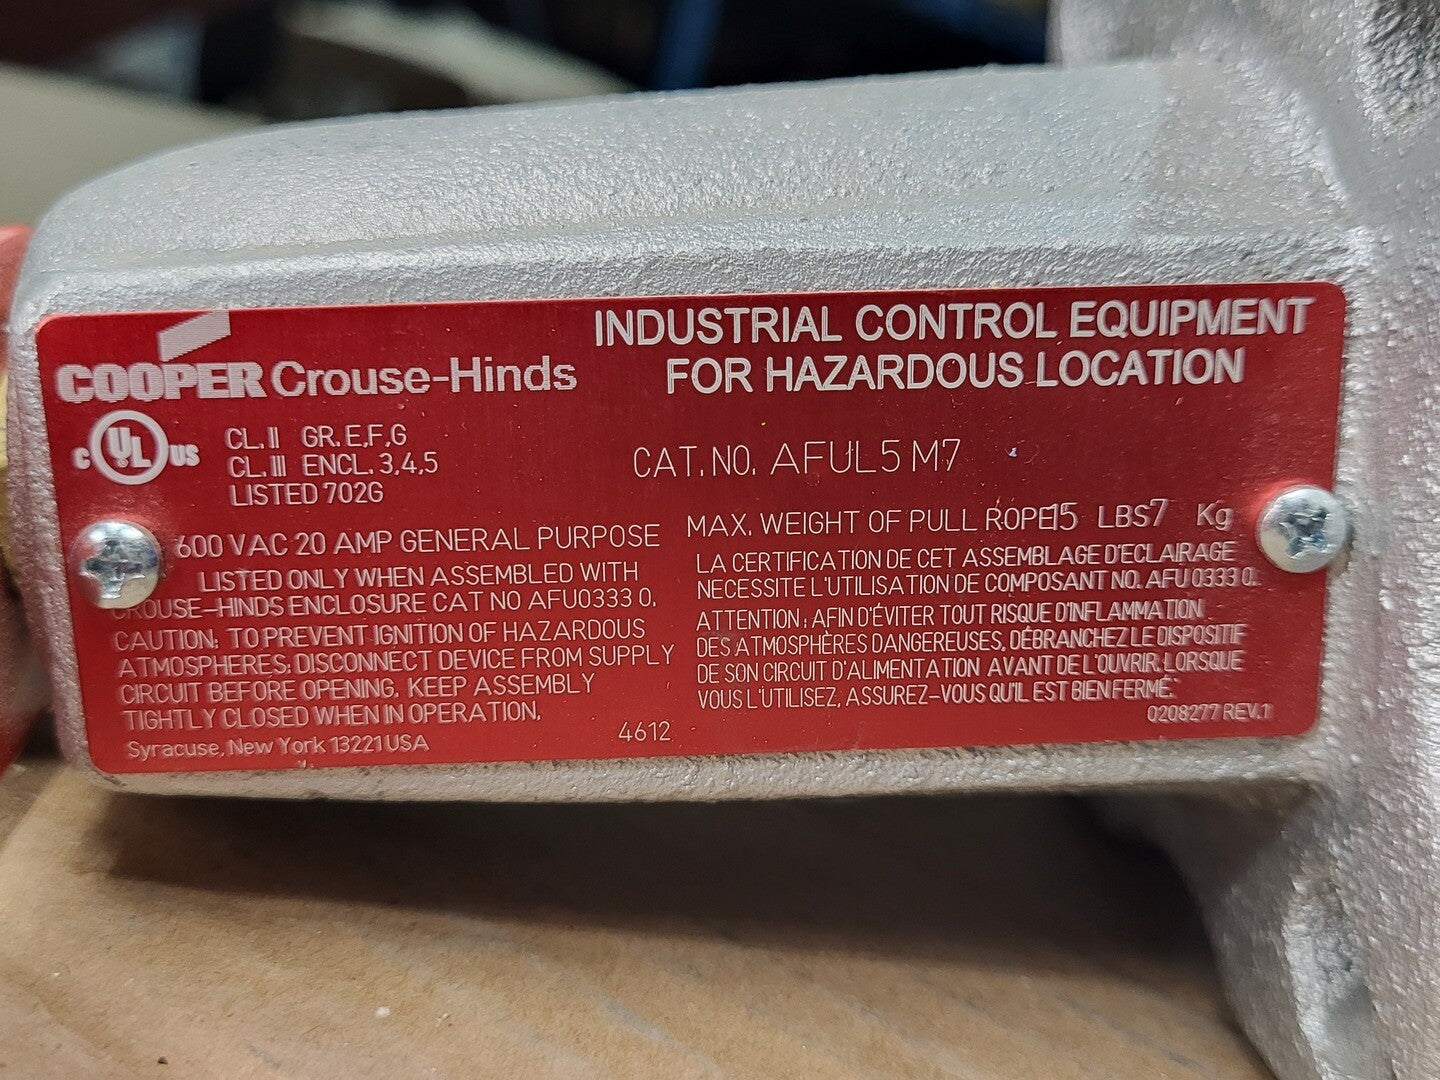 COOPER Crouse-Hinds
INDUSTRIAL CONTROL EQUIPMENT
FOR HAZARDOUS LOCATION
C UL US
CL. II GR. E,F,G
CL. III ENCL. 3,4,5
LISTED 702G
CAT. NO. AFUL5 M7
600 VAC 20 AMP GENERAL PURPOSE
LISTED ONLY WHEN ASSEMBLED WITH
CROUSE-HINDS ENCLOSURE CAT NO AFU0333 0.
CAUTION: TO PREVENT IGNITION OF HAZARDOUS
ATMOSPHERES: DISCONNECT DEVICE FROM SUPPLY
CIRCUIT BEFORE OPENING. KEEP ASSEMBLY
TIGHTLY CLOSED WHEN IN OPERATION.
Syracuse, New York 13221 USA
4612
MAX. WEIGHT OF PULL ROPE 15 LBS 7 Kg
LA CERTIFICATION DE CET ASSEMBLAGE D'ECLAIRAGE
NECESSITE L'UTILISATION DE COMPOSANT NO. AFU0333 0.
ATTENTION : AFIN D'ÉVITER TOUT RISQUE D'INFLAMMATION
DES ATMOSPHÈRES DANGEREUSES, DÉBRANCHEZ LE DISPOSITIF
DE SON CIRCUIT D'ALIMENTATION AVANT DE L'OUVRIR. LORSQUE
VOUS L'UTILISEZ, ASSUREZ-VOUS QU'IL EST BIEN FERMÉ.
0208277 REV.1